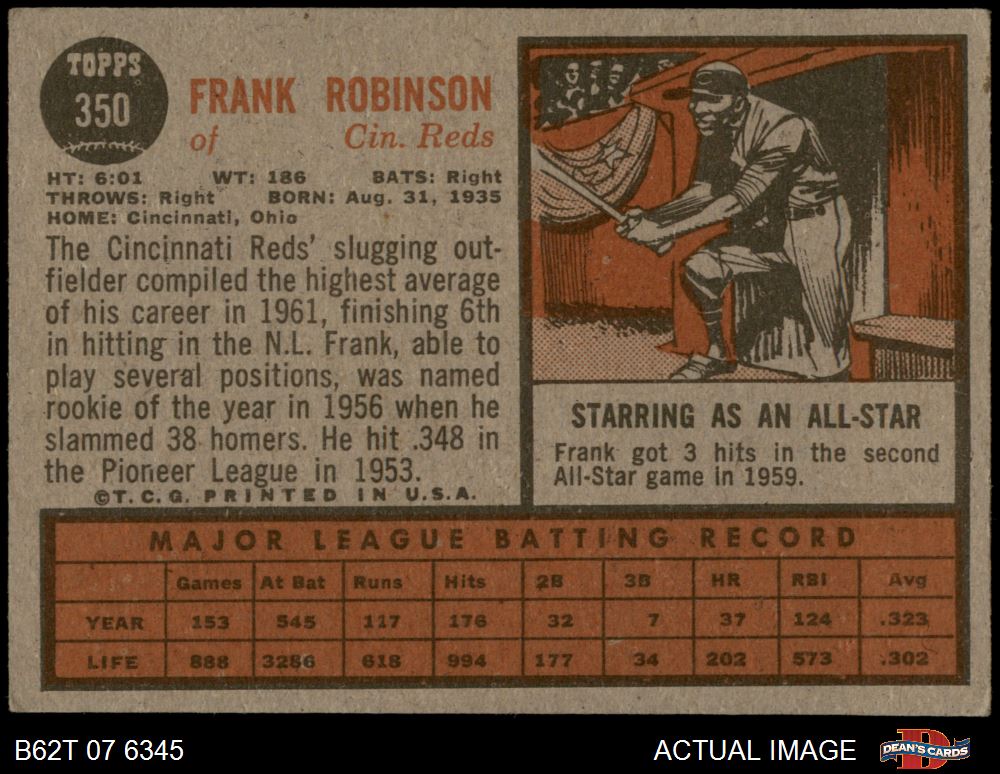 TOPPS
350
FRANK ROBINSON
of Cin. Reds
HT: 6:01 WT: 186 BATS: Right
THROWS: Right BORN: Aug. 31, 1935
HOME: Cincinnati, Ohio
The Cincinnati Reds' slugging out-
fielder compiled the highest average
of his career in 1961, finishing 6th
in hitting in the N.L. Frank, able to
play several positions, was named
rookie of the year in 1956 when he
slammed 38 homers. He hit .348 in
the Pioneer League in 1953.
©T.C.G. PRINTED IN U.S.A.
C
STARRING AS AN ALL-STAR
Frank got 3 hits in the second
All-Star game in 1959.
MAJOR LEAGUE BATTING RECORD
Games At Bat Runs Hits 2B 3B HR RBI Avg
YEAR 153 545 117 176 32 7 37 124 .323
LIFE 888 3286 618 994 177 34 202 573 .302
B62T 07 6345
ACTUAL IMAGE
B
DEAN'S CARDS